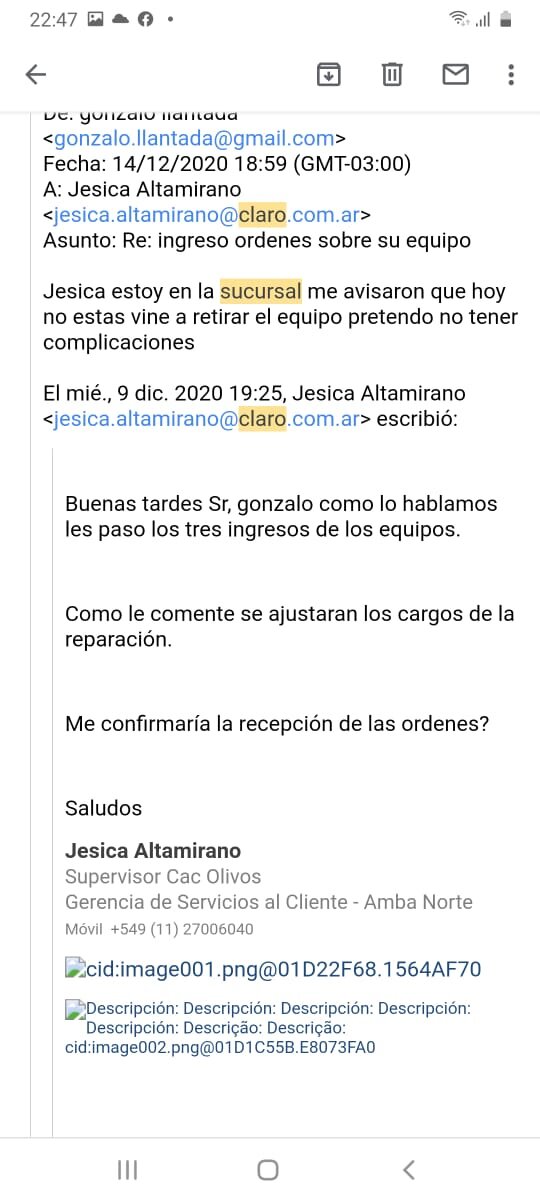 22:47
De: gonzalo llantada
<gonzalo.llantada@gmail.com>
Fecha: 14/12/2020 18:59 (GMT-03:00)
A: Jesica Altamirano
<jesica.altamirano@claro.com.ar>
Asunto: Re: ingreso ordenes sobre su equipo
Jesica estoy en la sucursal me avisaron que hoy
no estas vine a retirar el equipo pretendo no tener
complicaciones
El mié., 9 dic. 2020 19:25, Jesica Altamirano
<jesica.altamirano@claro.com.ar> escribió:
Buenas tardes Sr, gonzalo como lo hablamos
les paso los tres ingresos de los equipos.
Como le comente se ajustaran los cargos de la
reparación.
Me confirmaría la recepción de las ordenes?
Saludos
Jesica Altamirano
Supervisor Cac Olivos
Gerencia de Servicios al Cliente - Amba Norte
Móvil +549 (11) 27006040
cid:image001.png@01D22F68.1564AF70
Descripción: Descripción: Descripción: Descripción:
Descripción: Descrição: Descrição:
cid:image002.png@01D1C55B.E8073FA0